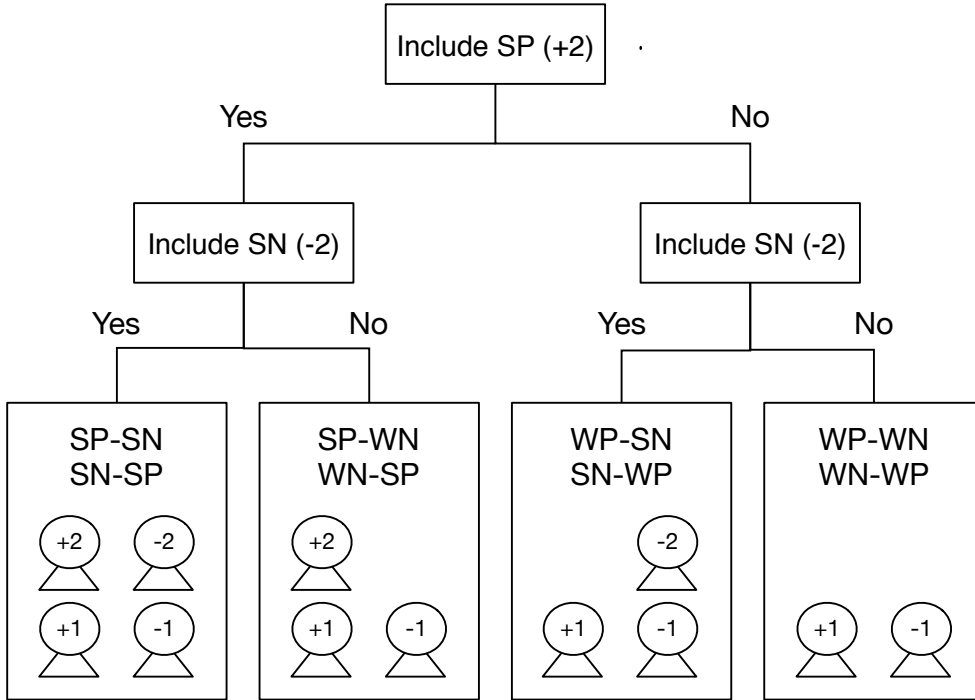 Include SP (+2)
Yes
No
Include SN (-2)
Include SN (-2)
Yes
No
Yes
No
SP-SN
SN-SP
+2
-2
+1
-1
SP-WN
WN-SP
+2
+1
-1
WP-SN
SN-WP
-2
+1
-1
WP-WN
WN-WP
+1
-1